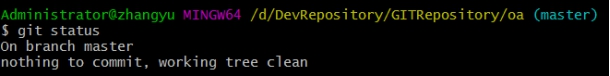 Administrator@zhangyu MINGW64 /d/DevRepository/GITRepository/oa (master)
$ git status
On branch master
nothing to commit, working tree clean